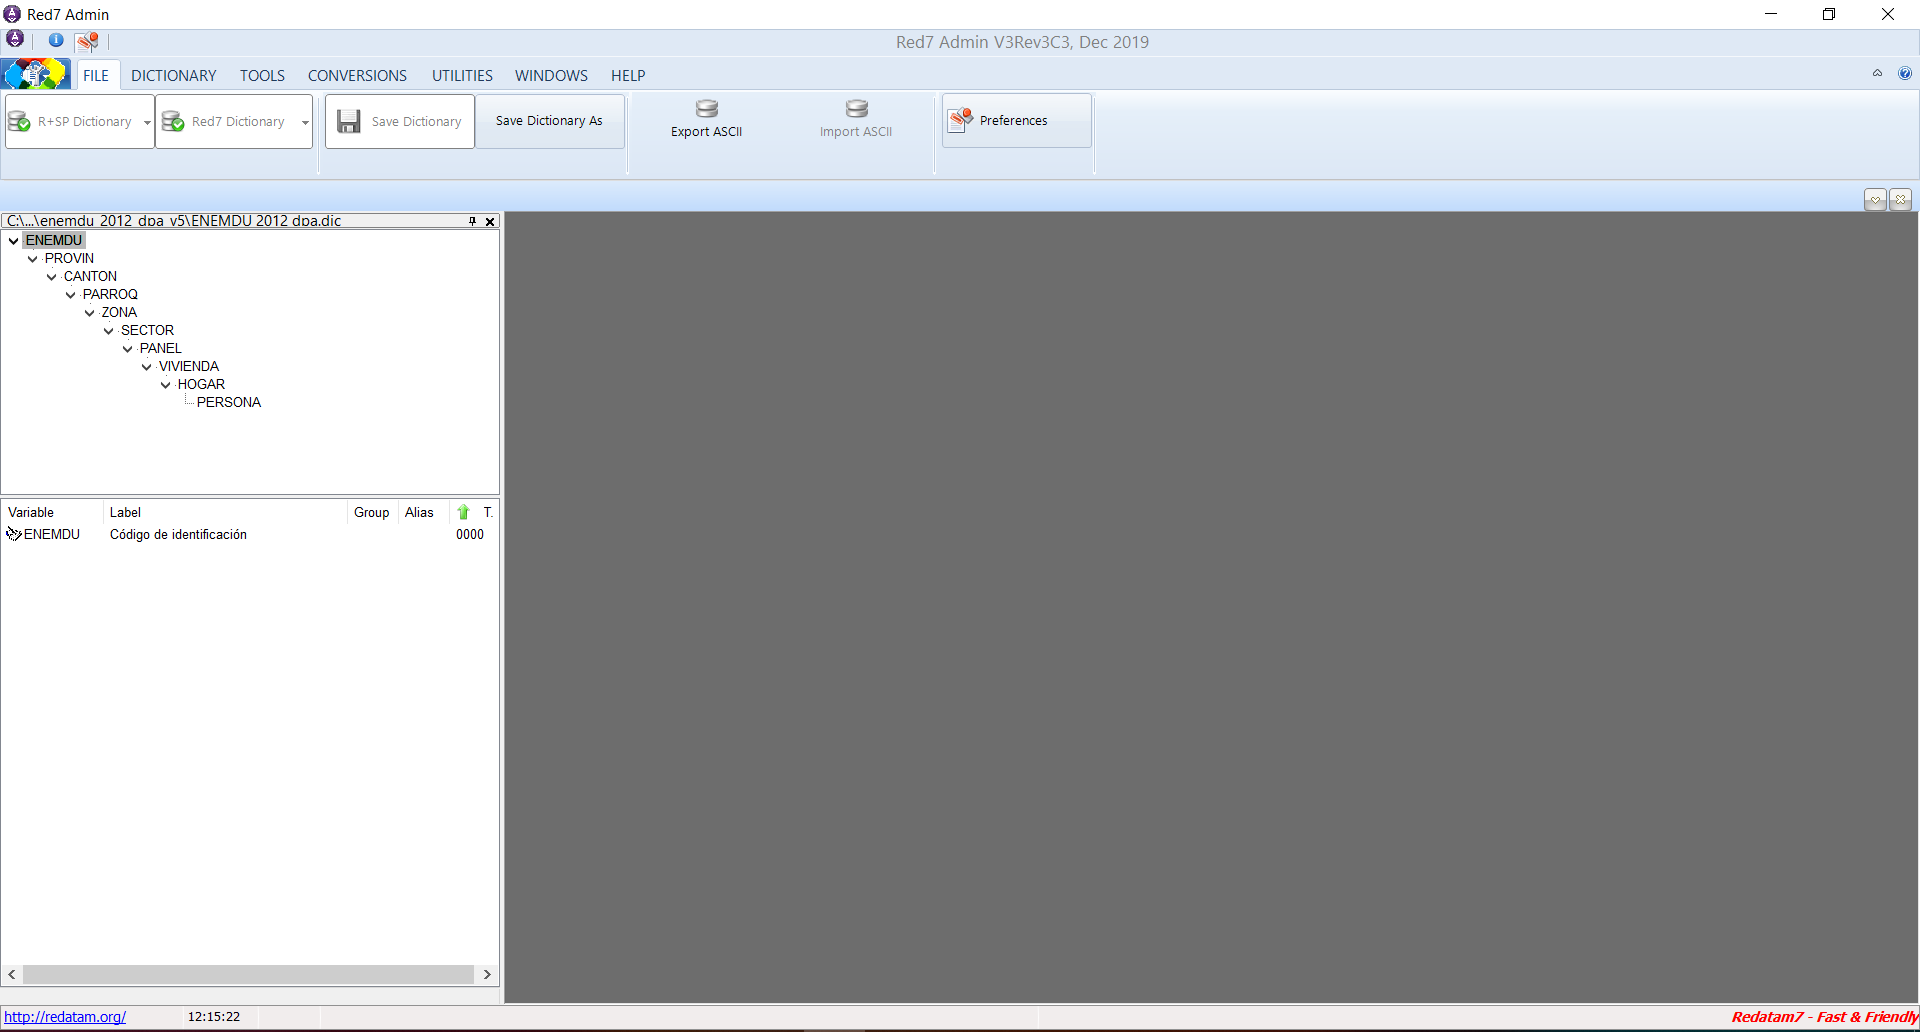 Red7 Admin
Red7 Admin V3Rev3C3, Dec 2019
FILE DICTIONARY TOOLS CONVERSIONS UTILITIES WINDOWS HELP
R+SP Dictionary Red7 Dictionary Save Dictionary Save Dictionary As Export ASCII Import ASCII Preferences
C:\...\enemdu_2012_dpa_v5\ENEMDU 2012 dpa.dic
ENEMDU
PROVIN
CANTON
PARROQ
ZONA
SECTOR
PANEL
VIVIENDA
HOGAR
PERSONA
Variable Label Group Alias T.
ENEMDU Código de identificación 0000
http://redatam.org/ 12:15:22 Redatam7 - Fast & Friendly